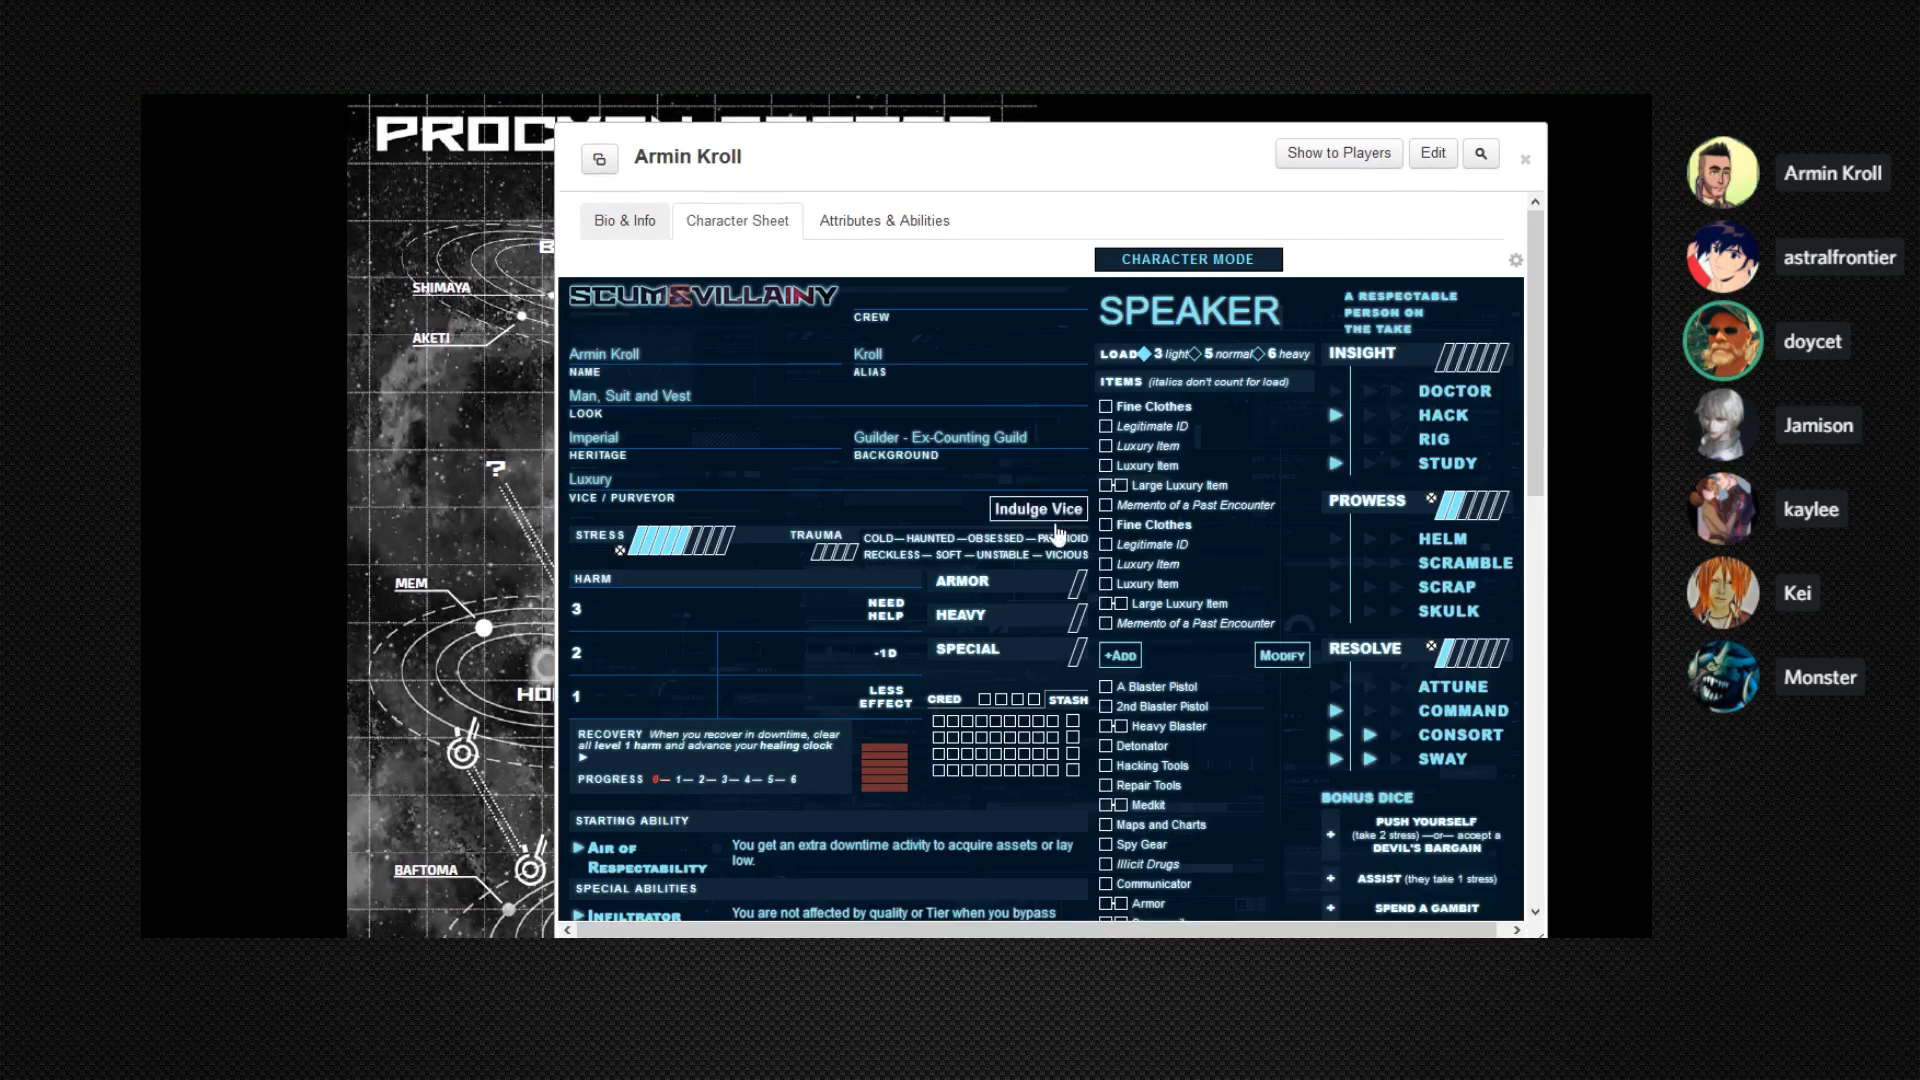 PROC
Armin Kroll
Show to Players
Edit
Bio & Info
Character Sheet
Attributes & Abilities
CHARACTER MODE
SHIMAYA
AKETI
?
MEM
HO
BAFTOMA
SCUM & VILLAINY
CREW
Armin Kroll
NAME
Kroll
ALIAS
Man, Suit and Vest
LOOK
Imperial
HERITAGE
Guilder - Ex-Counting Guild
BACKGROUND
Luxury
VICE / PURVEYOR
Indulge Vice
STRESS
TRAUMA
COLD— HAUNTED —OBSESSED —
RECKLESS — SOFT — UNSTABLE — VICIOUS
HARM
3
NEED HELP
2
-1D
1
LESS EFFECT
ARMOR
HEAVY
SPECIAL
CRED
STASH
RECOVERY When you recover in downtime, clear
all level 1 harm and advance your healing clock
PROGRESS 0— 1— 2— 3— 4— 5— 6
STARTING ABILITY
AIR OF
RESPECTABILITY
You get an extra downtime activity to acquire assets or lay
low.
SPECIAL ABILITIES
INFILTRATOR
You are not affected by quality or Tier when you bypass
SPEAKER
A RESPECTABLE
PERSON ON
THE TAKE
LOAD 3 light 5 normal 6 heavy
ITEMS (italics don't count for load)
Fine Clothes
Legitimate ID
Luxury Item
Luxury Item
Large Luxury Item
Memento of a Past Encounter
Fine Clothes
Legitimate ID
Luxury Item
Luxury Item
Large Luxury Item
Memento of a Past Encounter
+ADD
MODIFY
A Blaster Pistol
2nd Blaster Pistol
Heavy Blaster
Detonator
Hacking Tools
Repair Tools
Medkit
Maps and Charts
Spy Gear
Illicit Drugs
Communicator
Armor
INSIGHT
DOCTOR
HACK
RIG
STUDY
PROWESS
HELM
SCRAMBLE
SCRAP
SKULK
RESOLVE
ATTUNE
COMMAND
CONSORT
SWAY
BONUS DICE
+ PUSH YOURSELF
(take 2 stress) —or— accept a
DEVIL'S BARGAIN
+ ASSIST (they take 1 stress)
+ SPEND A GAMBIT
Armin Kroll
astralfrontier
doycet
Jamison
kaylee
Kei
Monster